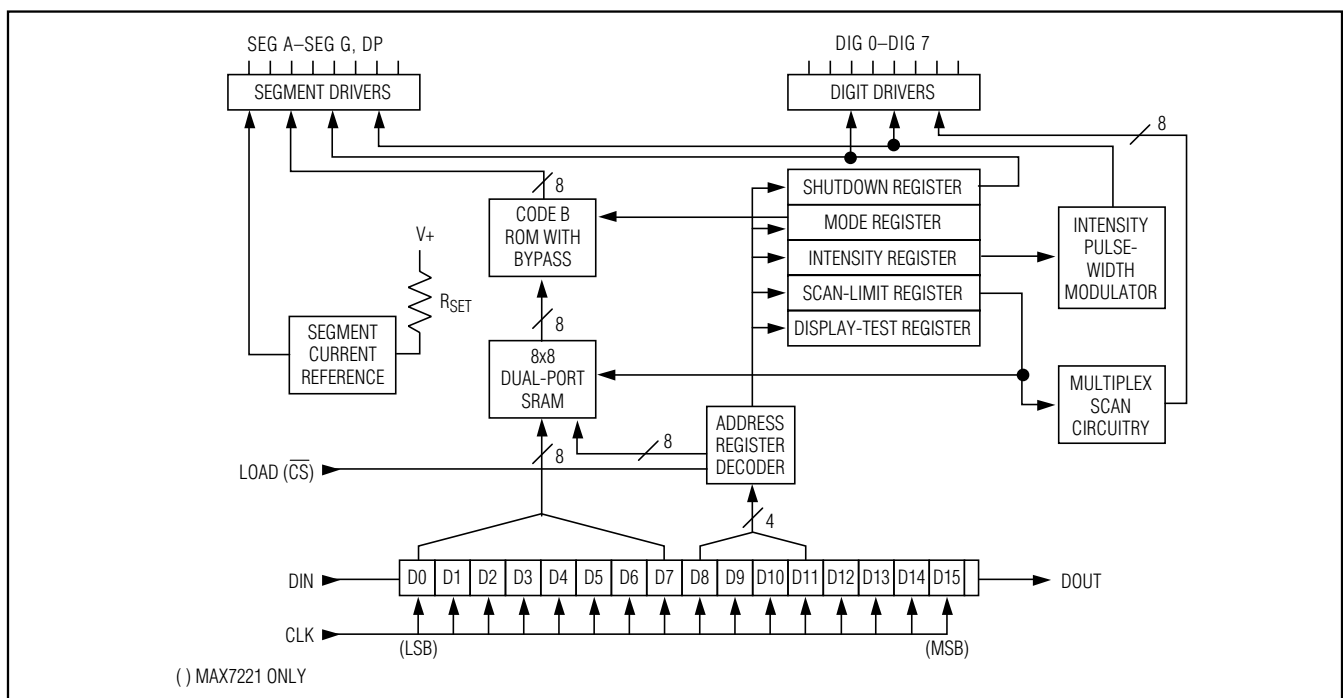 SEG A–SEG G, DP
DIG 0–DIG 7
SEGMENT DRIVERS
DIGIT DRIVERS
8
8
SHUTDOWN REGISTER
MODE REGISTER
INTENSITY REGISTER
SCAN-LIMIT REGISTER
DISPLAY-TEST REGISTER
CODE B
ROM WITH
BYPASS
INTENSITY
PULSE-
WIDTH
MODULATOR
V+
RSET
8
SEGMENT
CURRENT
REFERENCE
8x8
DUAL-PORT
SRAM
MULTIPLEX
SCAN
CIRCUITRY
ADDRESS
REGISTER
DECODER
8
8
LOAD (C̅S̅)
4
DIN
D0 D1 D2 D3 D4 D5 D6 D7 D8 D9 D10 D11 D12 D13 D14 D15
DOUT
CLK
(LSB)
(MSB)
( ) MAX7221 ONLY